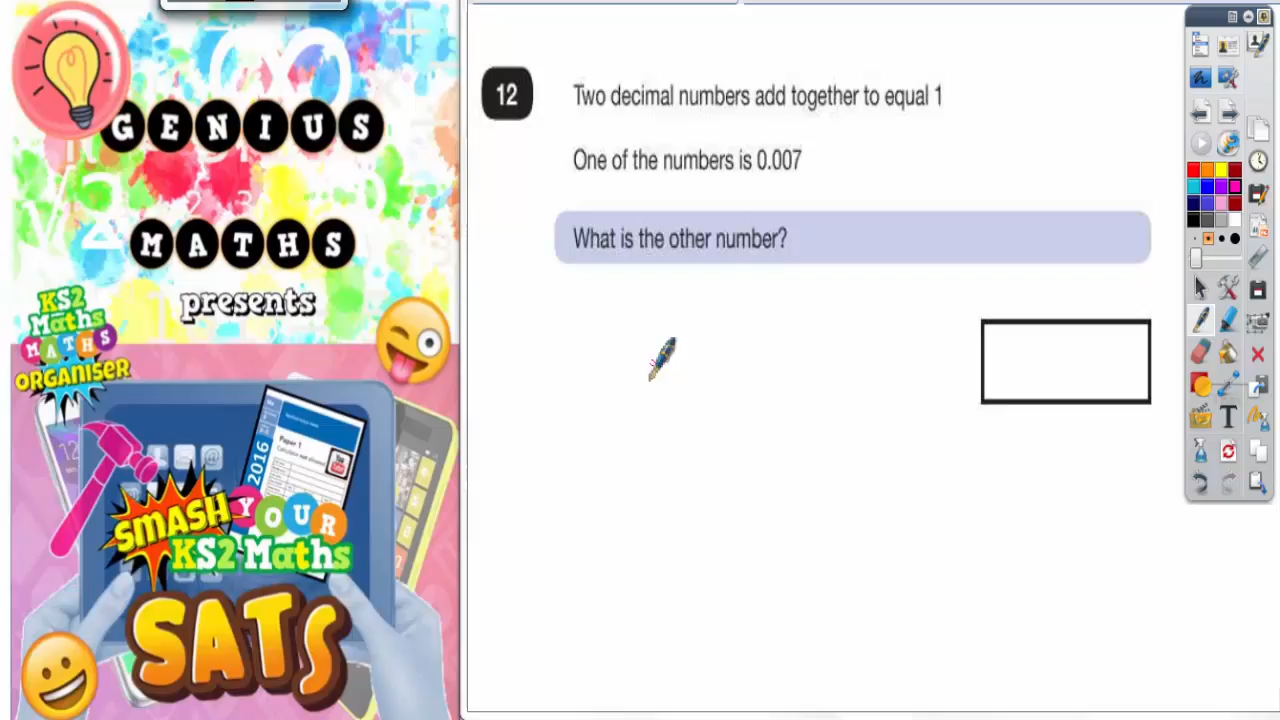 GENIUS
MATHS
presents
KS2
Maths
MATHS
ORGANISER
2016
Paper 1
SMASH YOUR
KS2 Maths
SATS
12
Two decimal numbers add together to equal 1
One of the numbers is 0.007
What is the other number?
T